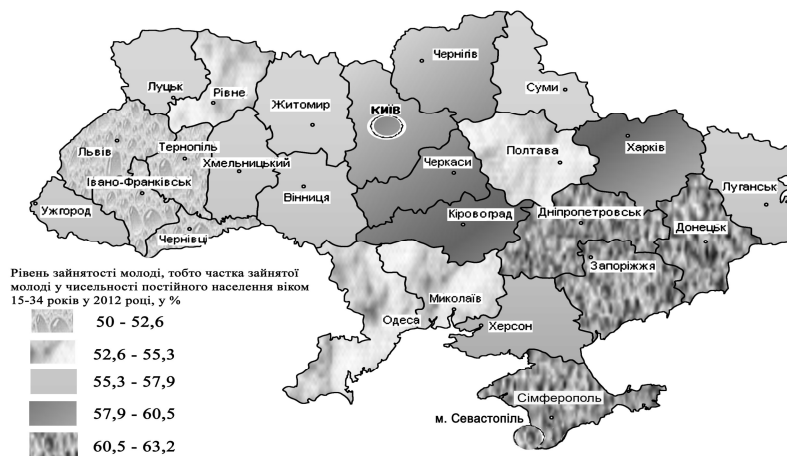 Чернігів
Луцьк
Рівне
Суми
Житомир
КИЇВ
Львів
Тернопіль
Хмельницький
Черкаси
Полтава
Харків
Івано-Франківськ
Вінниця
Луганськ
Ужгород
Кіровоград
Дніпропетровськ
Донецьк
Чернівці
Запоріжжя
Рівень зайнятості молоді, тобто частка зайнятої
молоді у чисельності постійного населення віком
15-34 років у 2012 році, у %
Миколаїв
Одеса
Херсон
50 - 52,6
52,6 - 55,3
55,3 - 57,9
57,9 - 60,5
60,5 - 63,2
Сімферополь
м. Севастопіль